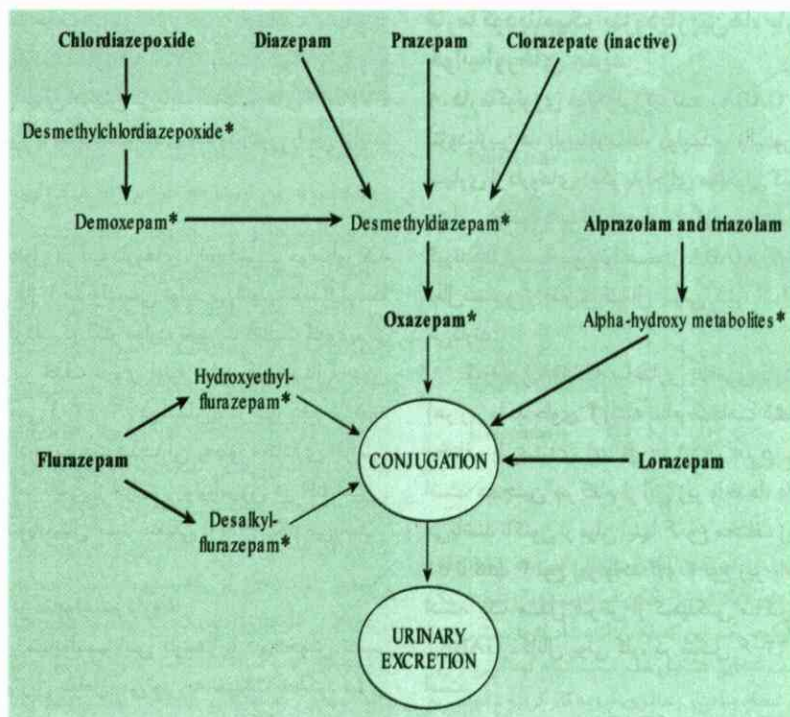 Chlordiazepoxide
Diazepam
Prazepam
Clorazepate (inactive)
Desmethylchlordiazepoxide*
Demoxepam*
Desmethyldiazepam*
Alprazolam and triazolam
Oxazepam*
Alpha-hydroxy metabolites*
Hydroxyethyl-
flurazepam*
Flurazepam
CONJUGATION
Lorazepam
Desalkyl-
flurazepam*
URINARY
EXCRETION